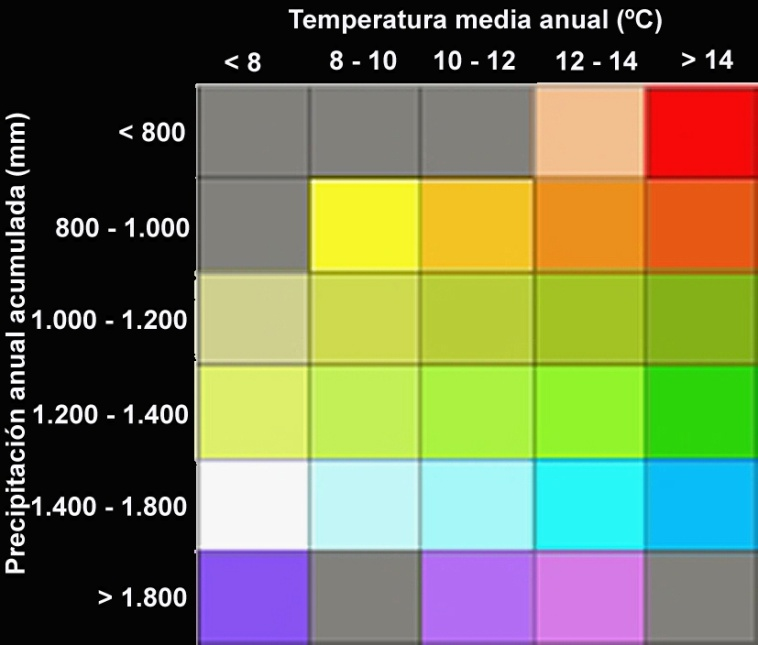 Temperatura media anual (ºC)
< 8 8 - 10 10 - 12 12 - 14 > 14
Precipitación anual acumulada (mm)
< 800
800 - 1.000
1.000 - 1.200
1.200 - 1.400
1.400 - 1.800
> 1.800